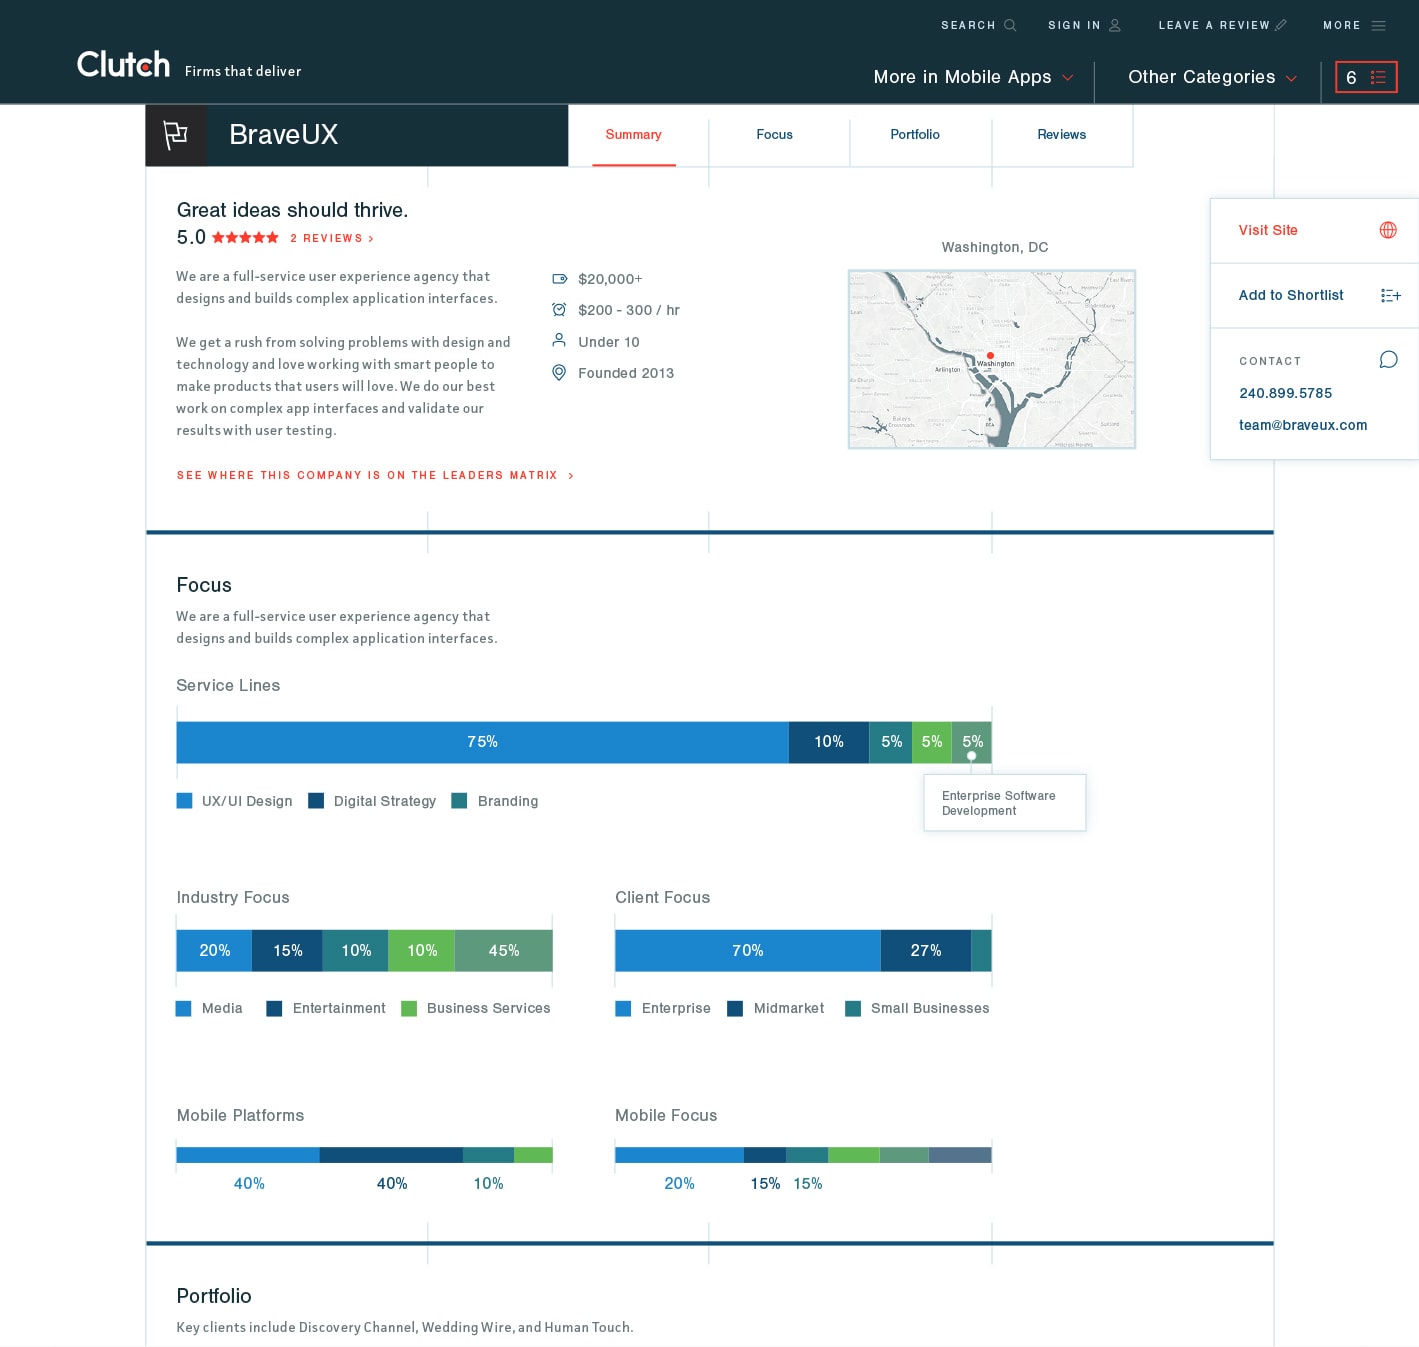 SEARCH
SIGN IN
LEAVE A REVIEW
MORE
Clutch
Firms that deliver
More in Mobile Apps
Other Categories
6
BraveUX
Summary
Focus
Portfolio
Reviews
Great ideas should thrive.
5.0
2 REVIEWS >
We are a full-service user experience agency that
designs and builds complex application interfaces.
We get a rush from solving problems with design and
technology and love working with smart people to
make products that users will love. We do our best
work on complex app interfaces and validate our
results with user testing.
SEE WHERE THIS COMPANY IS ON THE LEADERS MATRIX >
$20,000+
$200 - 300 / hr
Under 10
Founded 2013
Washington, DC
Washington
Arlington
Visit Site
Add to Shortlist
CONTACT
240.899.5785
team@braveux.com
Focus
We are a full-service user experience agency that
designs and builds complex application interfaces.
Service Lines
75%
10%
5%
5%
5%
UX/UI Design
Digital Strategy
Branding
Enterprise Software
Development
Industry Focus
20%
15%
10%
10%
45%
Media
Entertainment
Business Services
Client Focus
70%
27%
Enterprise
Midmarket
Small Businesses
Mobile Platforms
40%
40%
10%
Mobile Focus
20%
15%
15%
Portfolio
Key clients include Discovery Channel, Wedding Wire, and Human Touch.